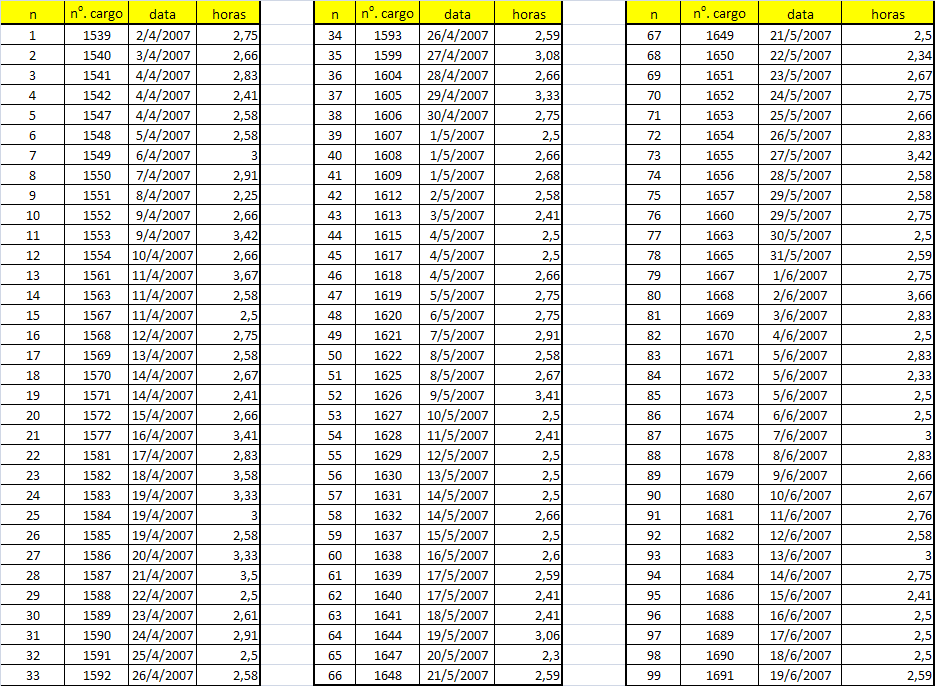 n nº. cargo data horas n nº. cargo data horas n nº. cargo data horas
1 1539 2/4/2007 2,75 34 1593 26/4/2007 2,59 67 1649 21/5/2007 2,5
2 1540 3/4/2007 2,66 35 1599 27/4/2007 3,08 68 1650 22/5/2007 2,34
3 1541 4/4/2007 2,83 36 1604 28/4/2007 2,66 69 1651 23/5/2007 2,67
4 1542 4/4/2007 2,41 37 1605 29/4/2007 3,33 70 1652 24/5/2007 2,75
5 1547 4/4/2007 2,58 38 1606 30/4/2007 2,75 71 1653 25/5/2007 2,66
6 1548 5/4/2007 2,58 39 1607 1/5/2007 2,5 72 1654 26/5/2007 2,83
7 1549 6/4/2007 3 40 1608 1/5/2007 2,66 73 1655 27/5/2007 3,42
8 1550 7/4/2007 2,91 41 1609 1/5/2007 2,68 74 1656 28/5/2007 2,58
9 1551 8/4/2007 2,25 42 1612 2/5/2007 2,58 75 1657 29/5/2007 2,58
10 1552 9/4/2007 2,66 43 1613 3/5/2007 2,41 76 1660 29/5/2007 2,75
11 1553 9/4/2007 3,42 44 1615 4/5/2007 2,5 77 1663 30/5/2007 2,5
12 1554 10/4/2007 2,66 45 1617 4/5/2007 2,5 78 1665 31/5/2007 2,59
13 1561 11/4/2007 3,67 46 1618 4/5/2007 2,66 79 1667 1/6/2007 2,75
14 1563 11/4/2007 2,58 47 1619 5/5/2007 2,75 80 1668 2/6/2007 3,66
15 1567 11/4/2007 2,5 48 1620 6/5/2007 2,75 81 1669 3/6/2007 2,83
16 1568 12/4/2007 2,75 49 1621 7/5/2007 2,91 82 1670 4/6/2007 2,5
17 1569 13/4/2007 2,58 50 1622 8/5/2007 2,58 83 1671 5/6/2007 2,83
18 1570 14/4/2007 2,67 51 1625 8/5/2007 2,67 84 1672 5/6/2007 2,33
19 1571 14/4/2007 2,41 52 1626 9/5/2007 3,41 85 1673 5/6/2007 2,5
20 1572 15/4/2007 2,66 53 1627 10/5/2007 2,5 86 1674 6/6/2007 2,5
21 1577 16/4/2007 3,41 54 1628 11/5/2007 2,41 87 1675 7/6/2007 3
22 1581 17/4/2007 2,83 55 1629 12/5/2007 2,5 88 1678 8/6/2007 2,83
23 1582 18/4/2007 3,58 56 1630 13/5/2007 2,5 89 1679 9/6/2007 2,66
24 1583 19/4/2007 3,33 57 1631 14/5/2007 2,5 90 1680 10/6/2007 2,67
25 1584 19/4/2007 3 58 1632 14/5/2007 2,66 91 1681 11/6/2007 2,76
26 1585 19/4/2007 2,58 59 1637 15/5/2007 2,5 92 1682 12/6/2007 2,58
27 1586 20/4/2007 3,33 60 1638 16/5/2007 2,6 93 1683 13/6/2007 3
28 1587 21/4/2007 3,5 61 1639 17/5/2007 2,59 94 1684 14/6/2007 2,75
29 1588 22/4/2007 2,5 62 1640 17/5/2007 2,41 95 1686 15/6/2007 2,41
30 1589 23/4/2007 2,61 63 1641 18/5/2007 2,41 96 1688 16/6/2007 2,5
31 1590 24/4/2007 2,91 64 1644 19/5/2007 3,06 97 1689 17/6/2007 2,5
32 1591 25/4/2007 2,5 65 1647 20/5/2007 2,3 98 1690 18/6/2007 2,5
33 1592 26/4/2007 2,58 66 1648 21/5/2007 2,59 99 1691 19/6/2007 2,59